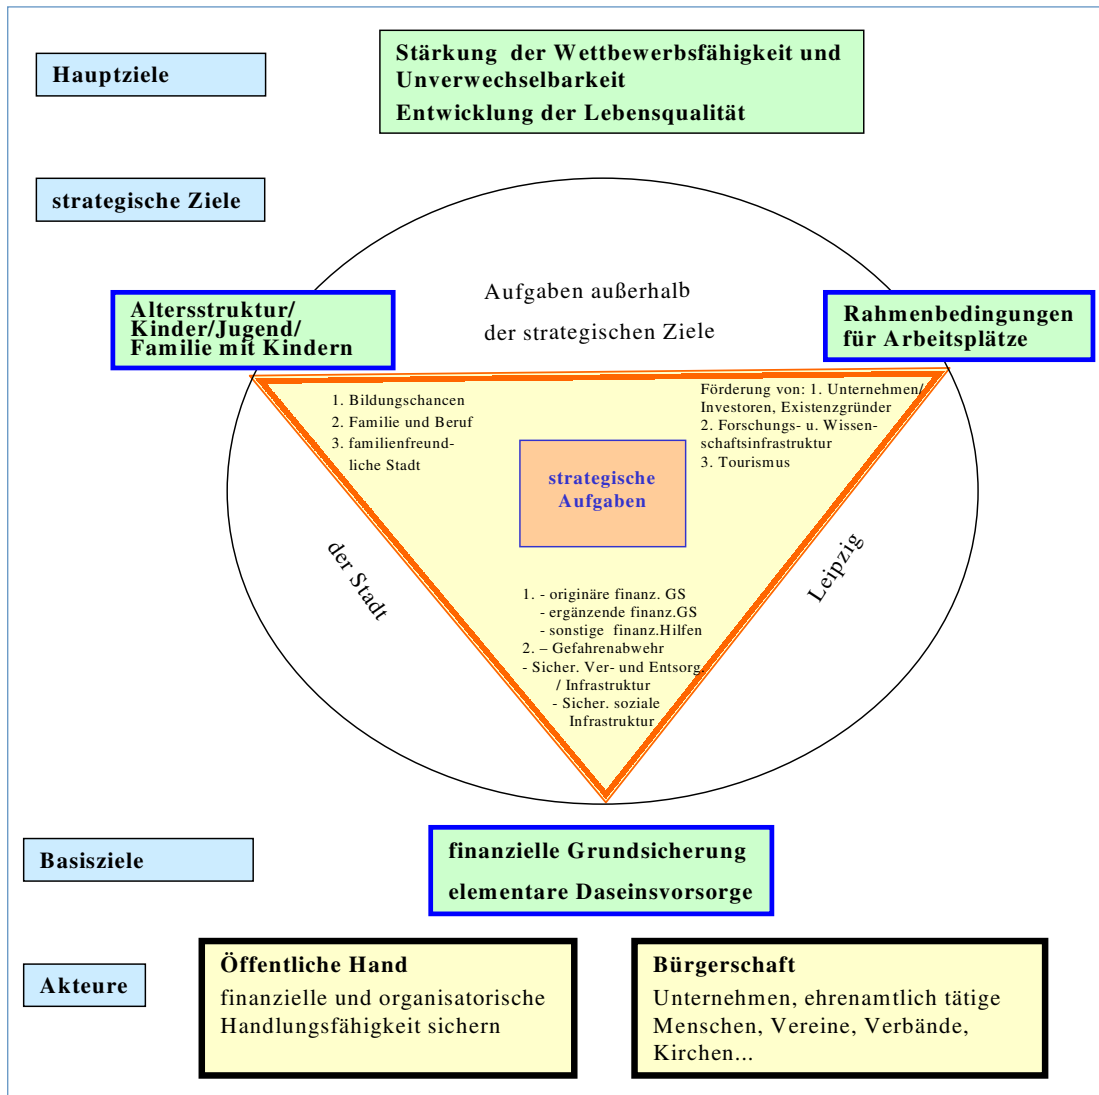 Hauptziele
Stärkung der Wettbewerbsfähigkeit und
Unverwechselbarkeit
Entwicklung der Lebensqualität
strategische Ziele
Aufgaben außerhalb
der strategischen Ziele
Altersstruktur/
Kinder/Jugend/
Familie mit Kindern
Rahmenbedingungen
für Arbeitsplätze
1. Bildungschancen
2. Familie und Beruf
3. familienfreund-
liche Stadt
Förderung von: 1. Unternehmen/
Investoren, Existenzgründer
2. Forschungs- u. Wissen-
schaftsinfrastruktur
3. Tourismus
strategische
Aufgaben
der Stadt
Leipzig
1. - originäre finanz. GS
- ergänzende finanz.GS
- sonstige finanz.Hilfen
2. – Gefahrenabwehr
- Sicher. Ver- und Entsorg.
/ Infrastruktur
- Sicher. soziale
Infrastruktur
Basisziele
finanzielle Grundsicherung
elementare Daseinsvorsorge
Akteure
Öffentliche Hand
finanzielle und organisatorische
Handlungsfähigkeit sichern
Bürgerschaft
Unternehmen, ehrenamtlich tätige
Menschen, Vereine, Verbände,
Kirchen...